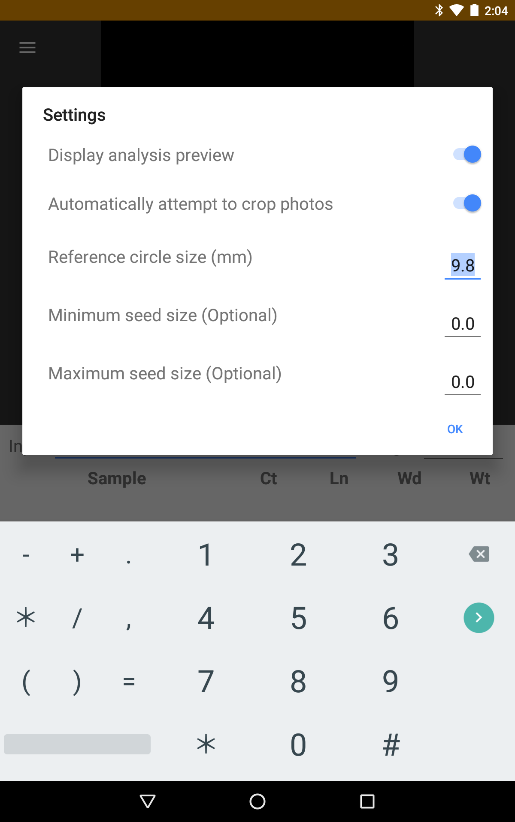 2:04
Settings
Display analysis preview
Automatically attempt to crop photos
Reference circle size (mm) 9.8
Minimum seed size (Optional) 0.0
Maximum seed size (Optional) 0.0
OK
In
Sample Ct Ln Wd Wt
- + . 1 2 3
* / , 4 5 6
( ) = 7 8 9
* 0 #